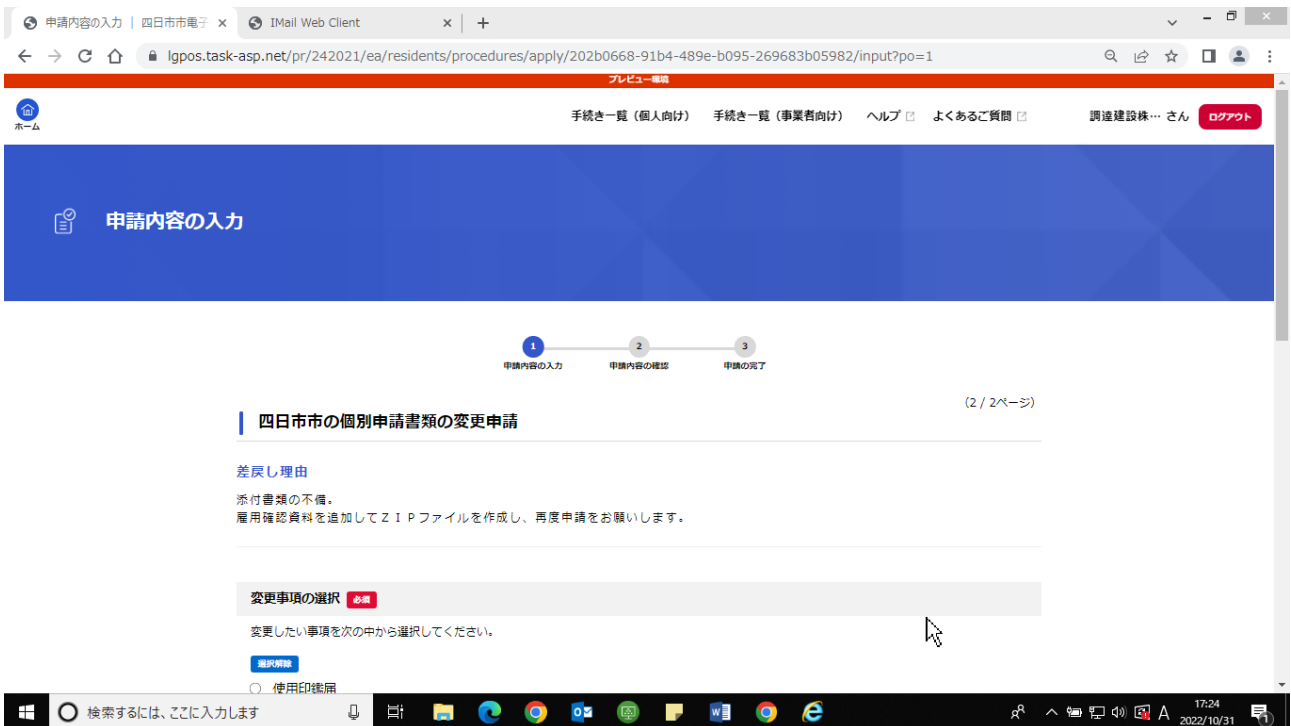 申請内容の入力 | 四日市市電子
IMail Web Client
lgpos.task-asp.net/pr/242021/ea/residents/procedures/apply/202b0668-91b4-489e-b095-269683b05982/input?po=1
プレビュー環境
ホーム
手続き一覧（個人向け） 手続き一覧（事業者向け） ヘルプ よくあるご質問 調達建設株… さん ログアウト
申請内容の入力
1 2 3
申請内容の入力 申請内容の確認 申請の完了
（2 / 2ページ）
四日市市の個別申請書類の変更申請
差戻し理由
添付書類の不備。
雇用確認資料を追加してＺＩＰファイルを作成し、再度申請をお願いします。
変更事項の選択 必須
変更したい事項を次の中から選択してください。
選択解除
使用印鑑届
検索するには、ここに入力します
A 17:24
2022/10/31
1